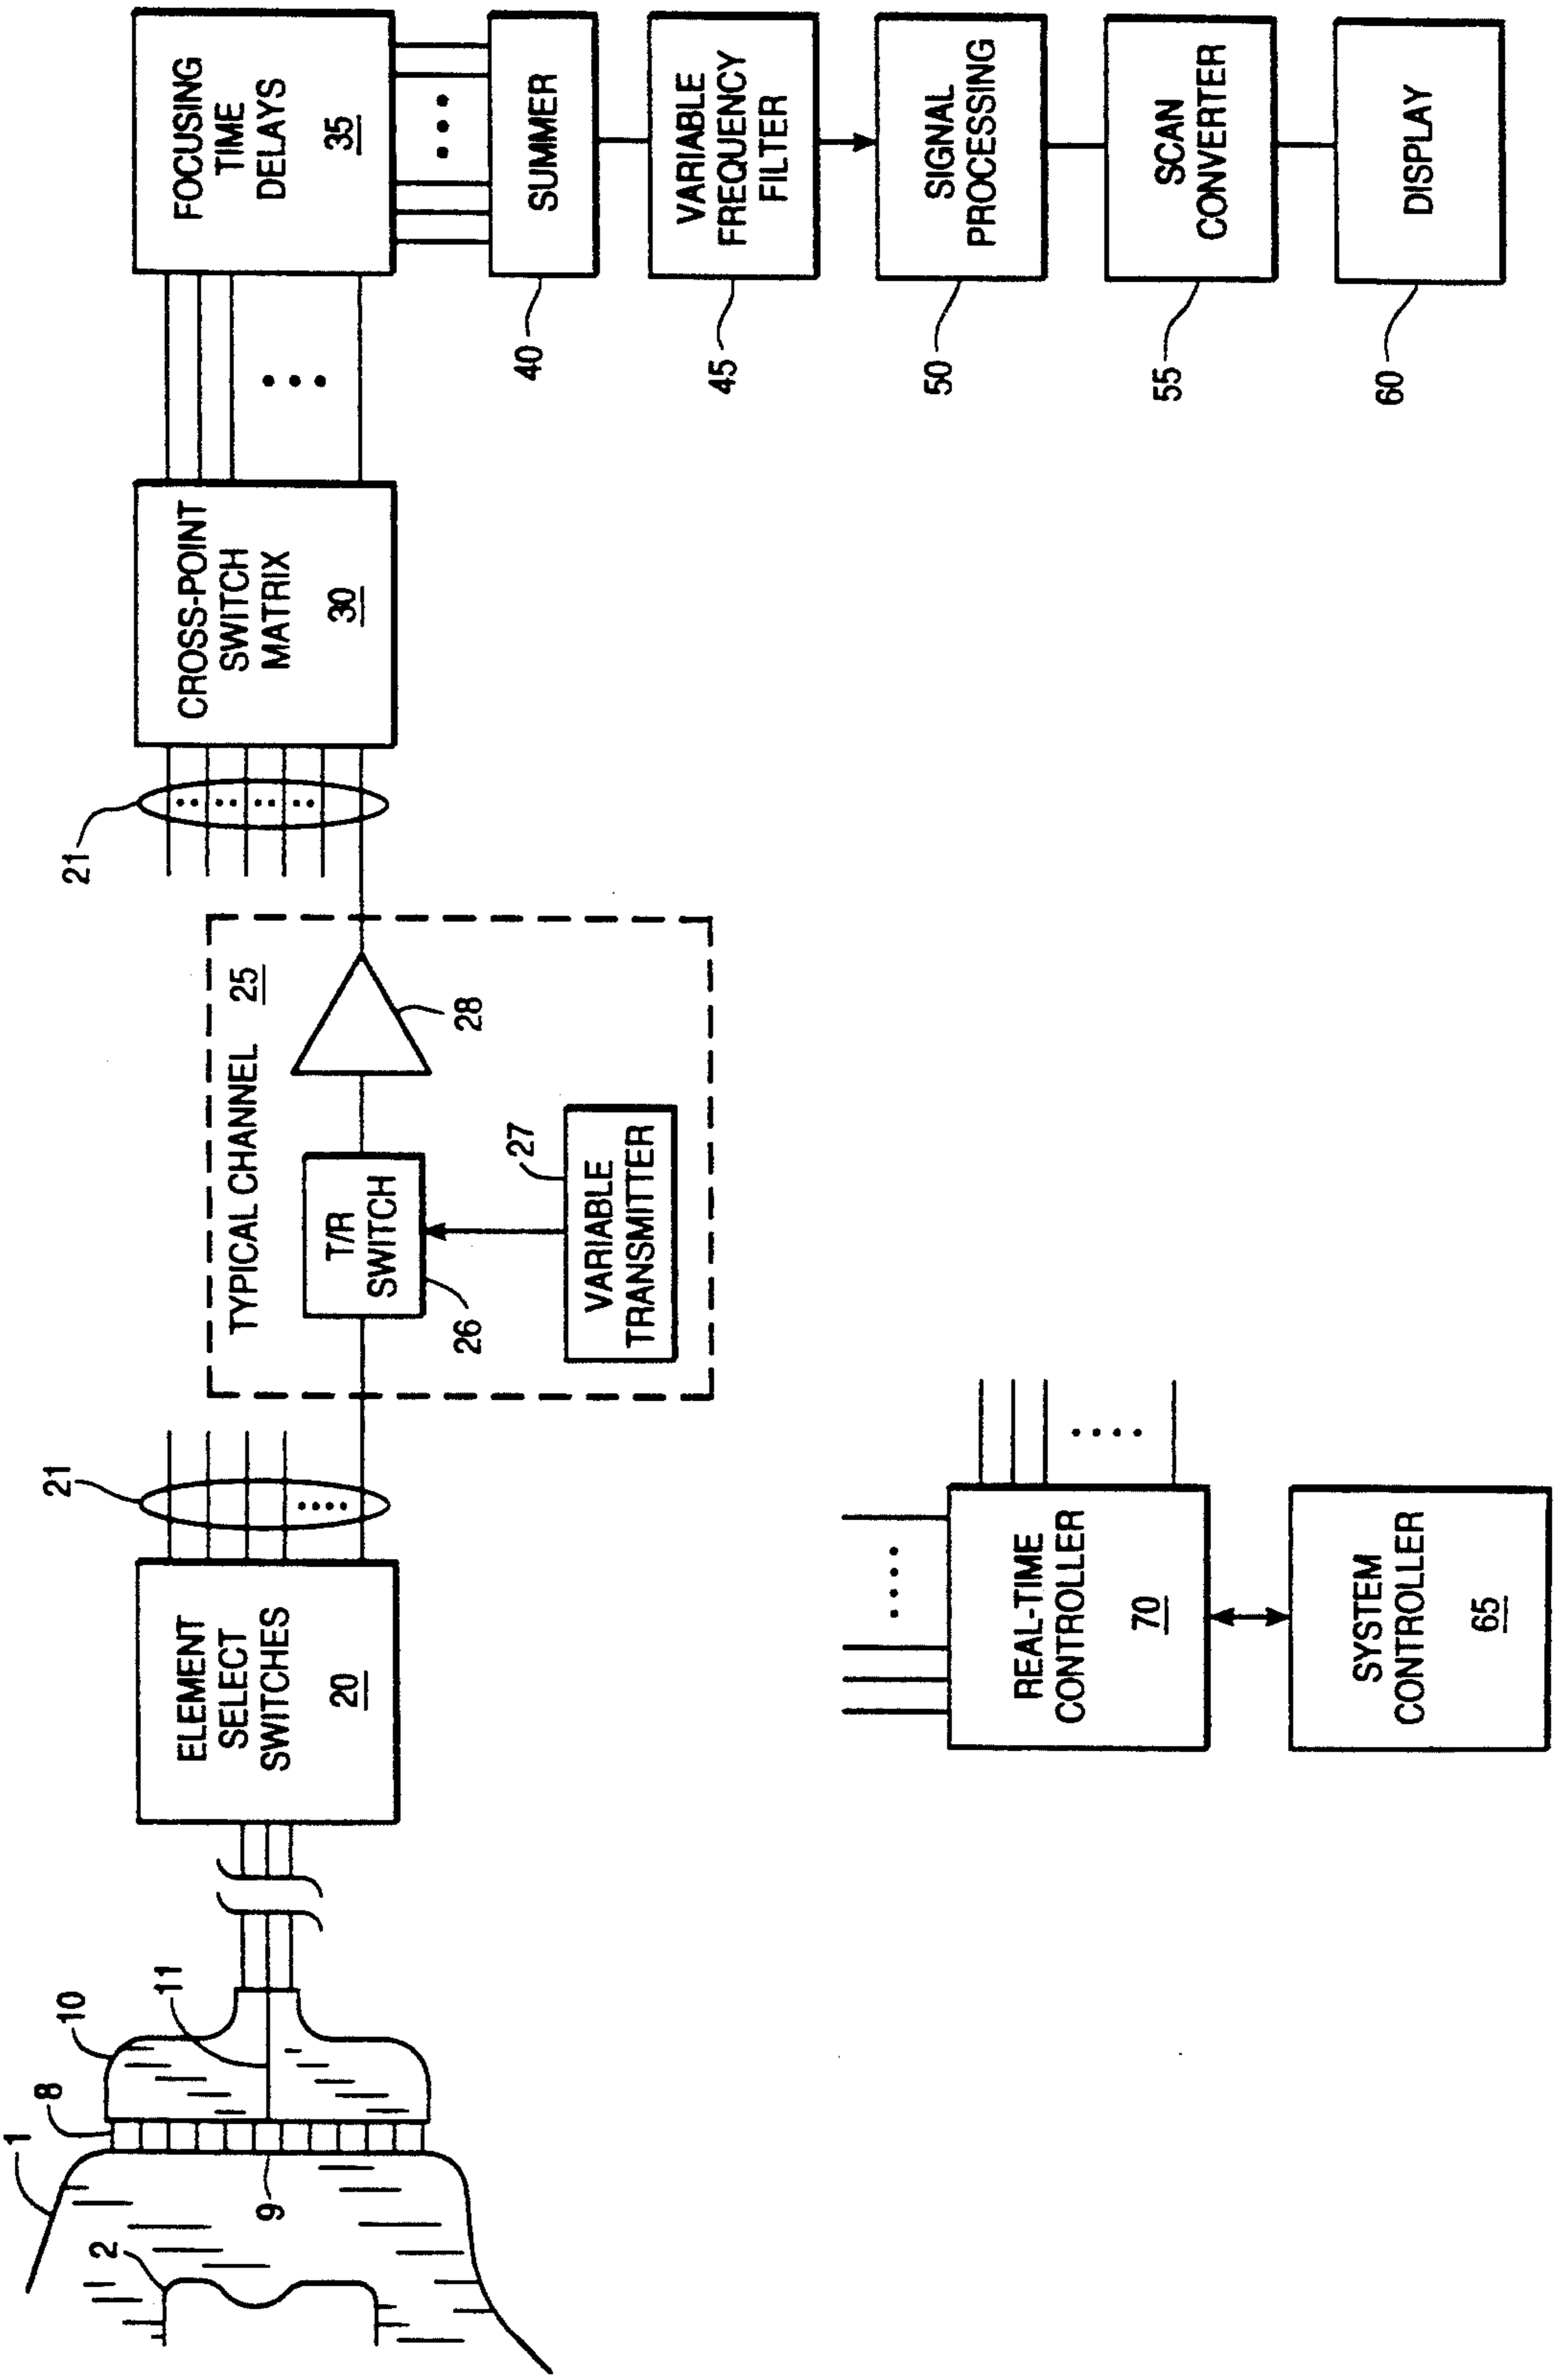 1
2
8
9
10
11
ELEMENT
SELECT
SWITCHES
20
21
TYPICAL CHANNEL 25
T/R
SWITCH
26
VARIABLE
TRANSMITTER
27
28
21
CROSS-POINT
SWITCH
MATRIX
30
FOCUSING
TIME
DELAYS
35
SUMMER
40
VARIABLE
FREQUENCY
FILTER
45
SIGNAL
PROCESSING
50
SCAN
CONVERTER
55
DISPLAY
60
REAL-TIME
CONTROLLER
70
SYSTEM
CONTROLLER
65